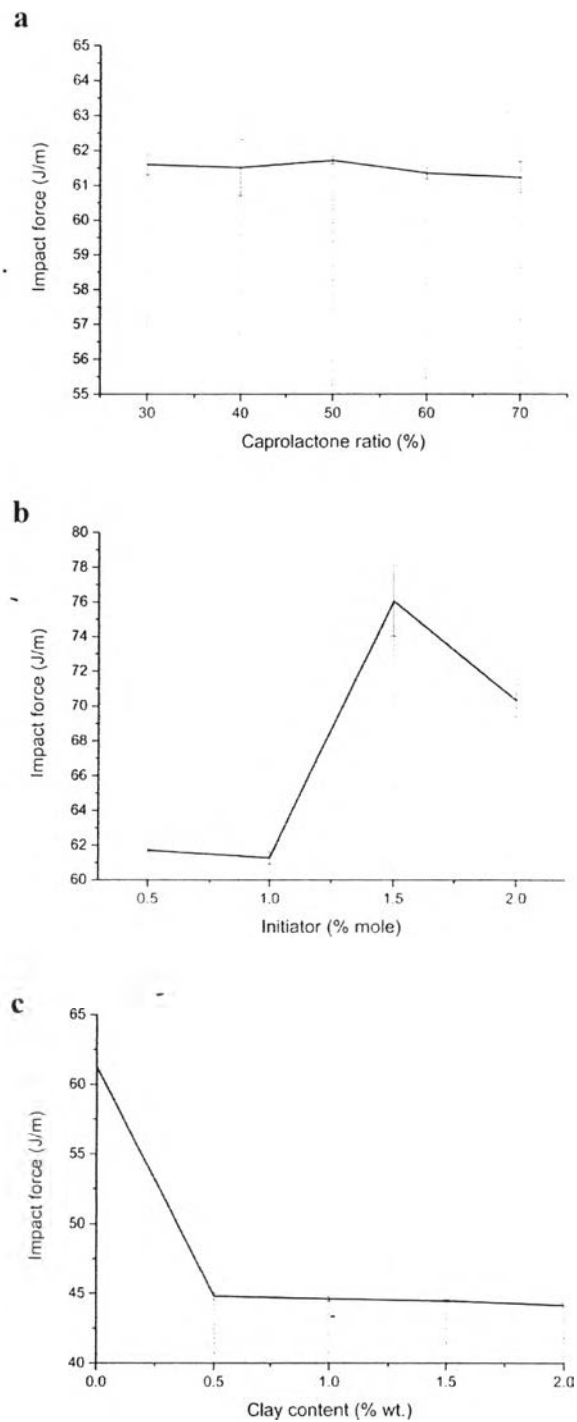 a
65
64
63
62
61
60
59
58
57
56
55
Impact force (J/m)
30 40 50 60 70
Caprolactone ratio (%)
b
80
78
76
74
72
70
68
66
64
62
60
Impact force (J/m)
0.5 1.0 1.5 2.0
Initiator (% mole)
c
65
60
55
50
45
40
Impact force (J/m)
0.0 0.5 1.0 1.5 2.0
Clay content (% wt.)